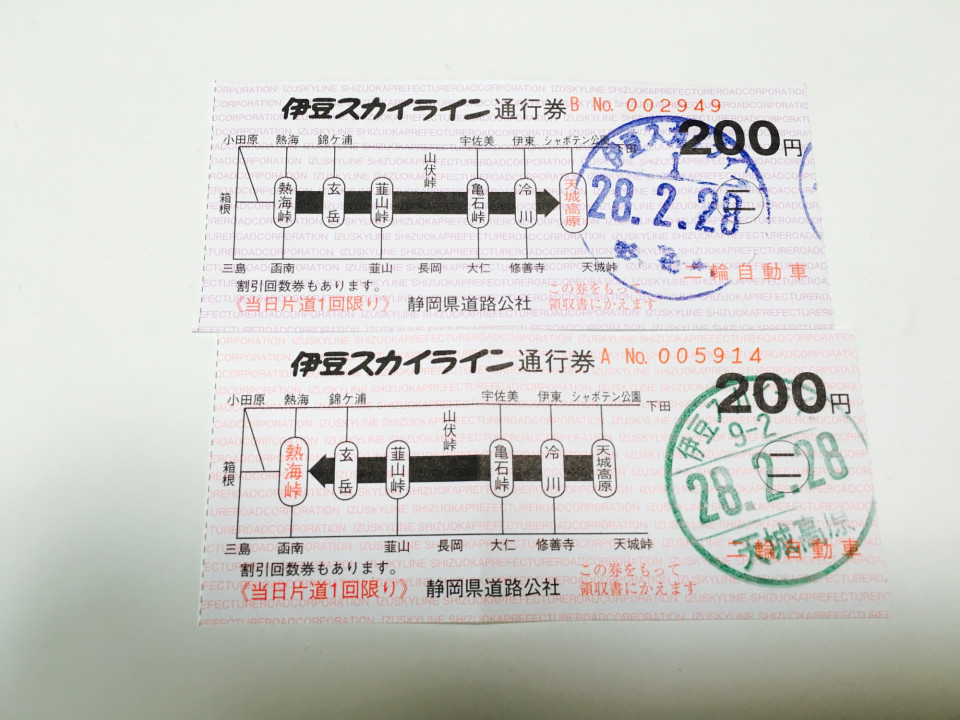 伊豆スカイライン 通行券 B No. 002949
200円
小田原 熱海 錦ケ浦 宇佐美 伊東 シャボテン公園 下田
山伏峠
箱根
熱海峠 玄岳 韮山峠 亀石峠 冷川 天城高原
伊豆スカイ
1
28.2.28
二
三島 函南 韮山 長岡 大仁 修善寺 天城峠
二輪自動車
割引回数券もあります。
この券をもって
《当日片道1回限り》 静岡県道路公社 領収書にかえます
伊豆スカイライン 通行券 A No. 005914
200円
小田原 熱海 錦ケ浦 宇佐美 伊東 シャボテン公園 下田
山伏峠
箱根
熱海峠 玄岳 韮山峠 亀石峠 冷川 天城高原
伊豆ス
9-2
28.2.28
二
天城高原
三島 函南 韮山 長岡 大仁 修善寺 天城峠
二輪自動車
割引回数券もあります。
この券をもって
《当日片道1回限り》 静岡県道路公社 領収書にかえます
IZUSKYLINE SHIZUOKAPREFECTUREROADCORPORATION